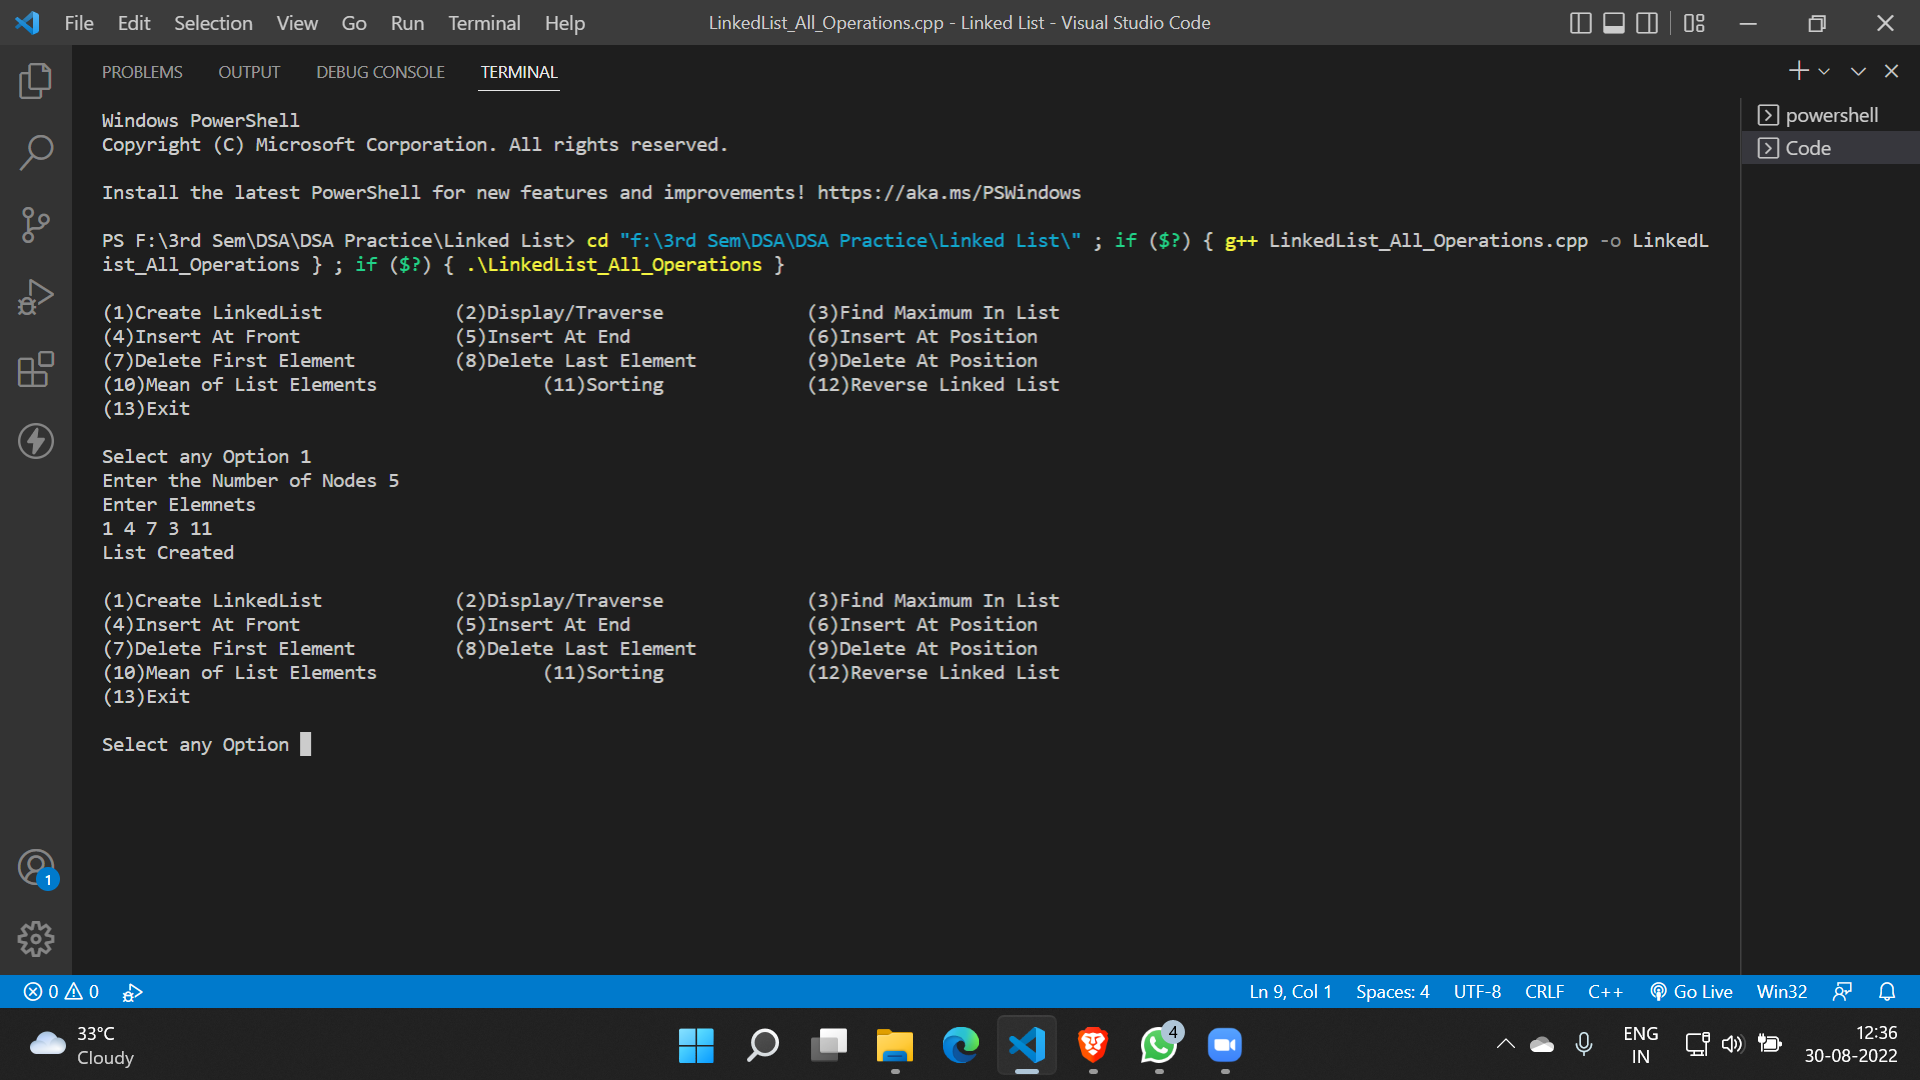 File Edit Selection View Go Run Terminal Help LinkedList_All_Operations.cpp - Linked List - Visual Studio Code
PROBLEMS OUTPUT DEBUG CONSOLE TERMINAL
powershell
Code
Windows PowerShell
Copyright (C) Microsoft Corporation. All rights reserved.
Install the latest PowerShell for new features and improvements! https://aka.ms/PSWindows
PS F:\3rd Sem\DSA\DSA Practice\Linked List> cd "f:\3rd Sem\DSA\DSA Practice\Linked List\" ; if ($?) { g++ LinkedList_All_Operations.cpp -o LinkedL
ist_All_Operations } ; if ($?) { .\LinkedList_All_Operations }
(1)Create LinkedList (2)Display/Traverse (3)Find Maximum In List
(4)Insert At Front (5)Insert At End (6)Insert At Position
(7)Delete First Element (8)Delete Last Element (9)Delete At Position
(10)Mean of List Elements (11)Sorting (12)Reverse Linked List
(13)Exit
Select any Option 1
Enter the Number of Nodes 5
Enter Elemnets
1 4 7 3 11
List Created
(1)Create LinkedList (2)Display/Traverse (3)Find Maximum In List
(4)Insert At Front (5)Insert At End (6)Insert At Position
(7)Delete First Element (8)Delete Last Element (9)Delete At Position
(10)Mean of List Elements (11)Sorting (12)Reverse Linked List
(13)Exit
Select any Option
1
0 0 Ln 9, Col 1 Spaces: 4 UTF-8 CRLF C++ Go Live Win32
33°C
Cloudy
4
ENG
IN
12:36
30-08-2022